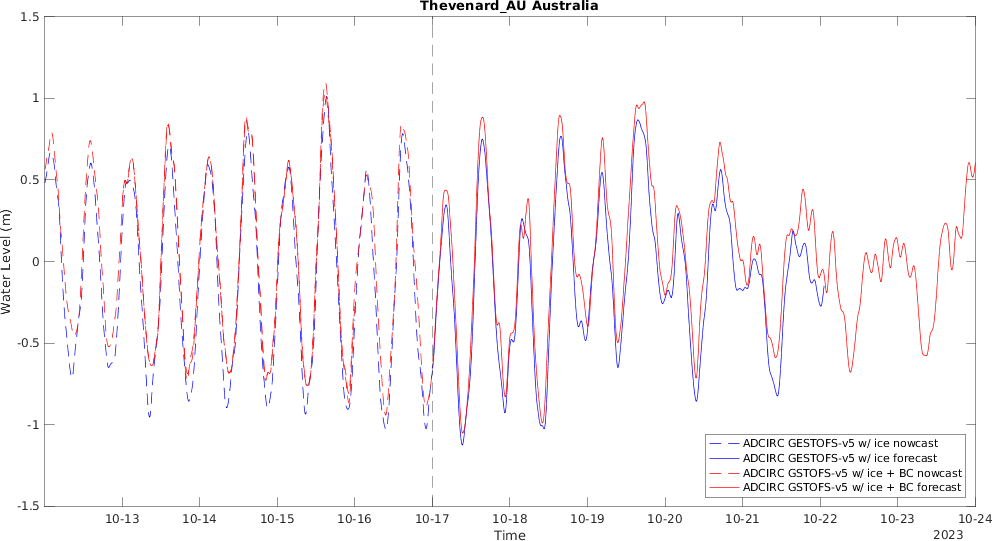 Thevenard_AU Australia
1.5
1
0.5
0
-0.5
-1
-1.5
Water Level (m)
10-13 10-14 10-15 10-16 10-17 10-18 10-19 10-20 10-21 10-22 10-23 10-24
Time
2023
ADCIRC GESTOFS-v5 w/ ice nowcast
ADCIRC GESTOFS-v5 w/ ice forecast
ADCIRC GSTOFS-v5 w/ ice + BC nowcast
ADCIRC GSTOFS-v5 w/ ice + BC forecast